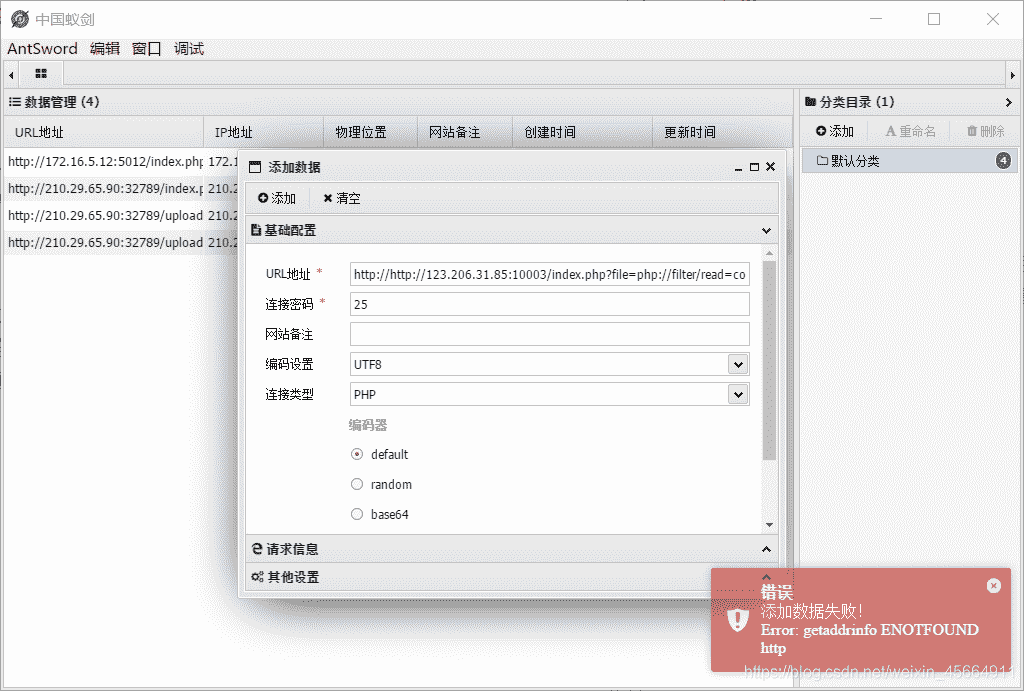 中国蚁剑
AntSword 编辑 窗口 调试
数据管理 (4)
URL地址 IP地址 物理位置 网站备注 创建时间 更新时间
http://172.16.5.12:5012/index.php 172.1
http://210.29.65.90:32789/index.p 210.2
http://210.29.65.90:32789/upload 210.2
http://210.29.65.90:32789/upload 210.2
分类目录 (1)
添加 重命名 删除
默认分类 4
添加数据
添加 清空
基础配置
URL地址 * http://http://123.206.31.85:10003/index.php?file=php://filter/read=co
连接密码 * 25
网站备注
编码设置 UTF8
连接类型 PHP
编码器
default
random
base64
请求信息
其他设置
错误
添加数据失败!
Error: getaddrinfo ENOTFOUND
http
https://blog.csdn.net/weixin_45664911